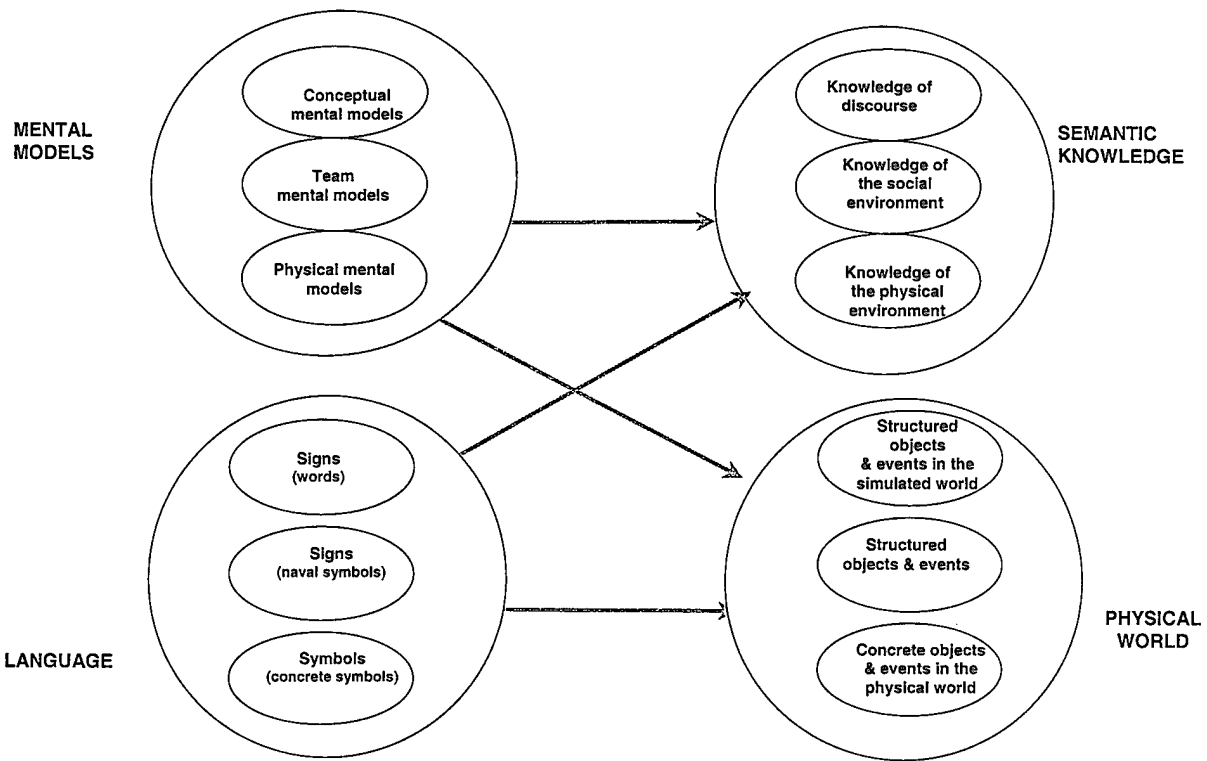 MENTAL
MODELS
Conceptual
mental models
Team
mental models
Physical mental
models
Knowledge of
discourse
Knowledge of
the social
environment
Knowledge of
the physical
environment
SEMANTIC
KNOWLEDGE
LANGUAGE
Signs
(words)
Signs
(naval symbols)
Symbols
(concrete symbols)
Structured
objects
& events in the
simulated world
Structured
objects & events
Concrete objects
& events in the
physical world
PHYSICAL
WORLD